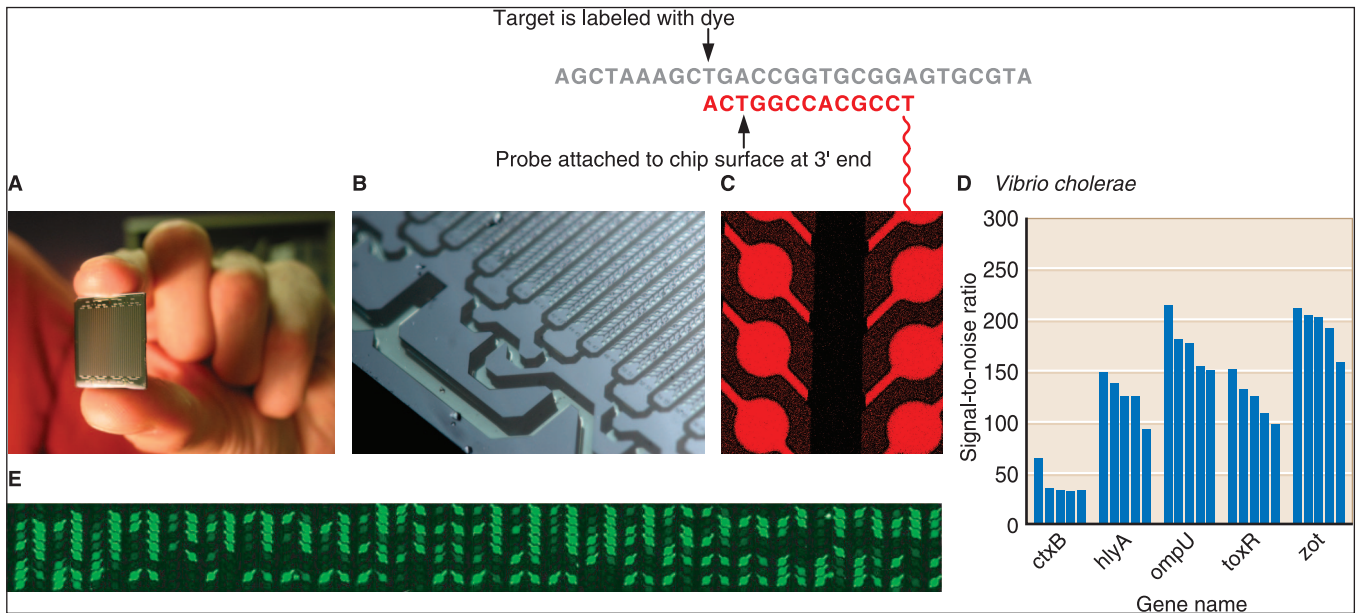 Target is labeled with dye
AGCTAAAGCTGACCGGTGCGGAGTGCGTA
ACTGGCCACGCCT
Probe attached to chip surface at 3' end
A
B
C
D Vibrio cholerae
300
250
200
150
100
50
0
Signal-to-noise ratio
ctxB
hlyA
ompU
toxR
zot
Gene name
E